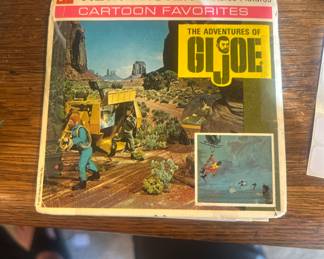 CARTOON FAVORITES
THE ADVENTURES OF
GI JOE